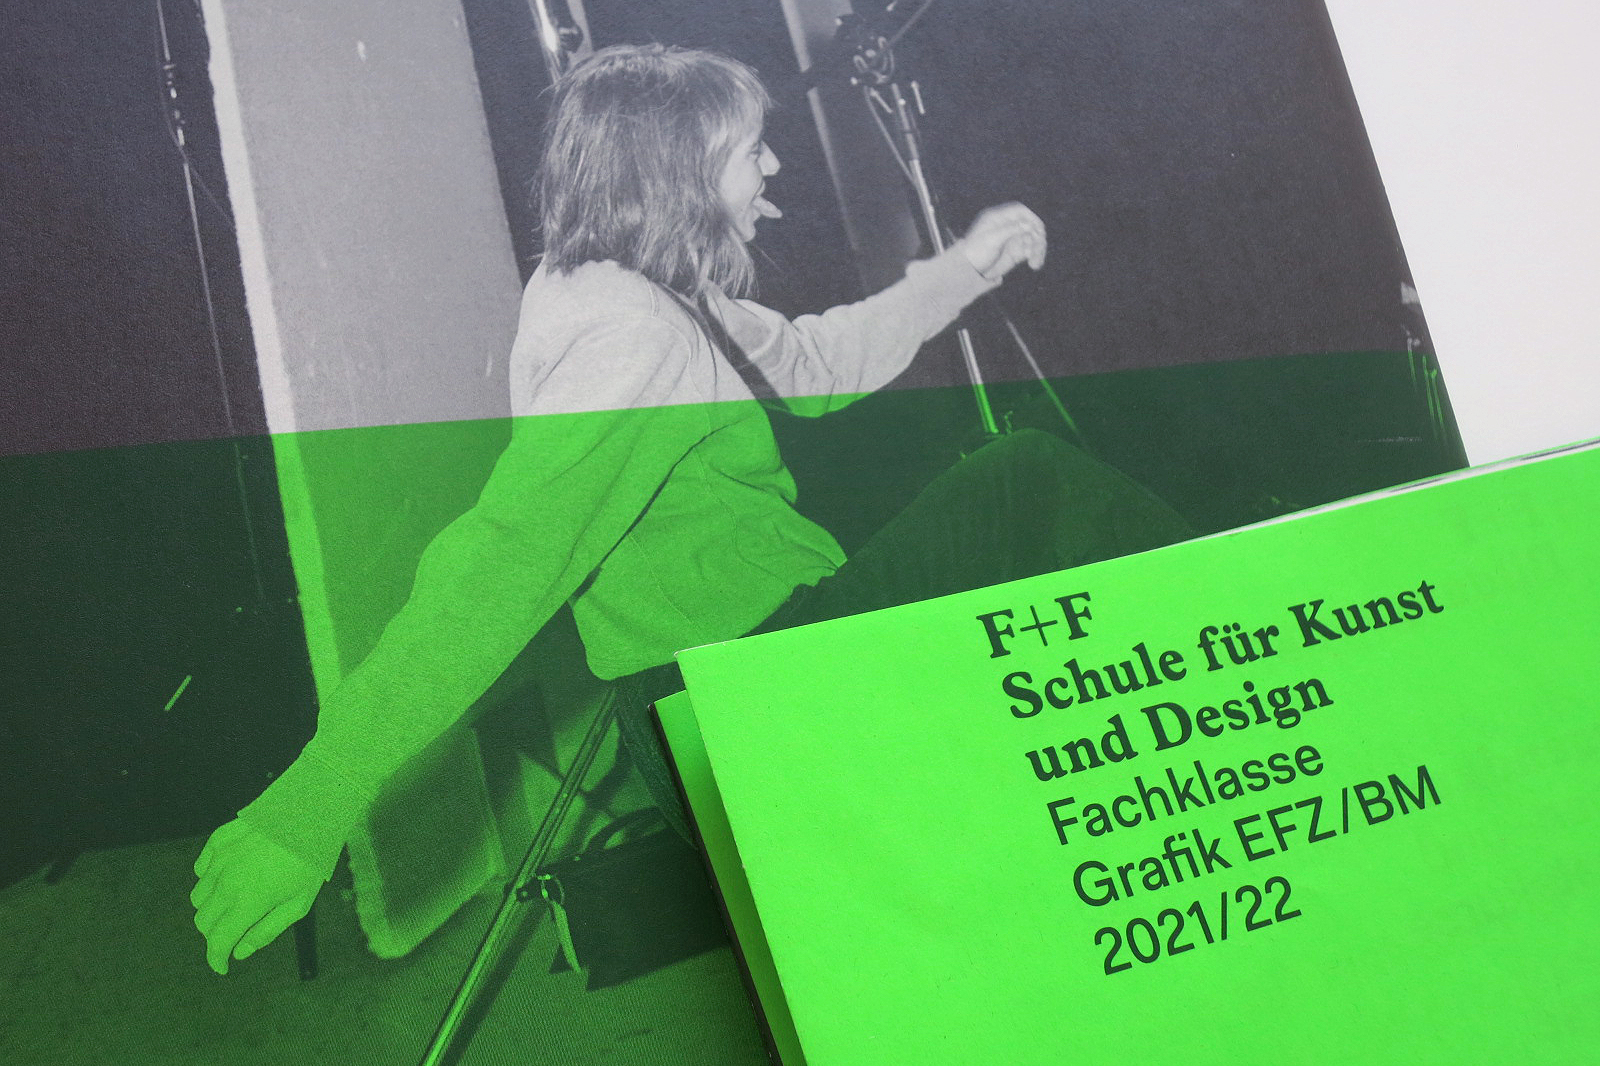 F+F
Schule für Kunst
und Design
Fachklasse
Grafik EFZ/BM
2021/22